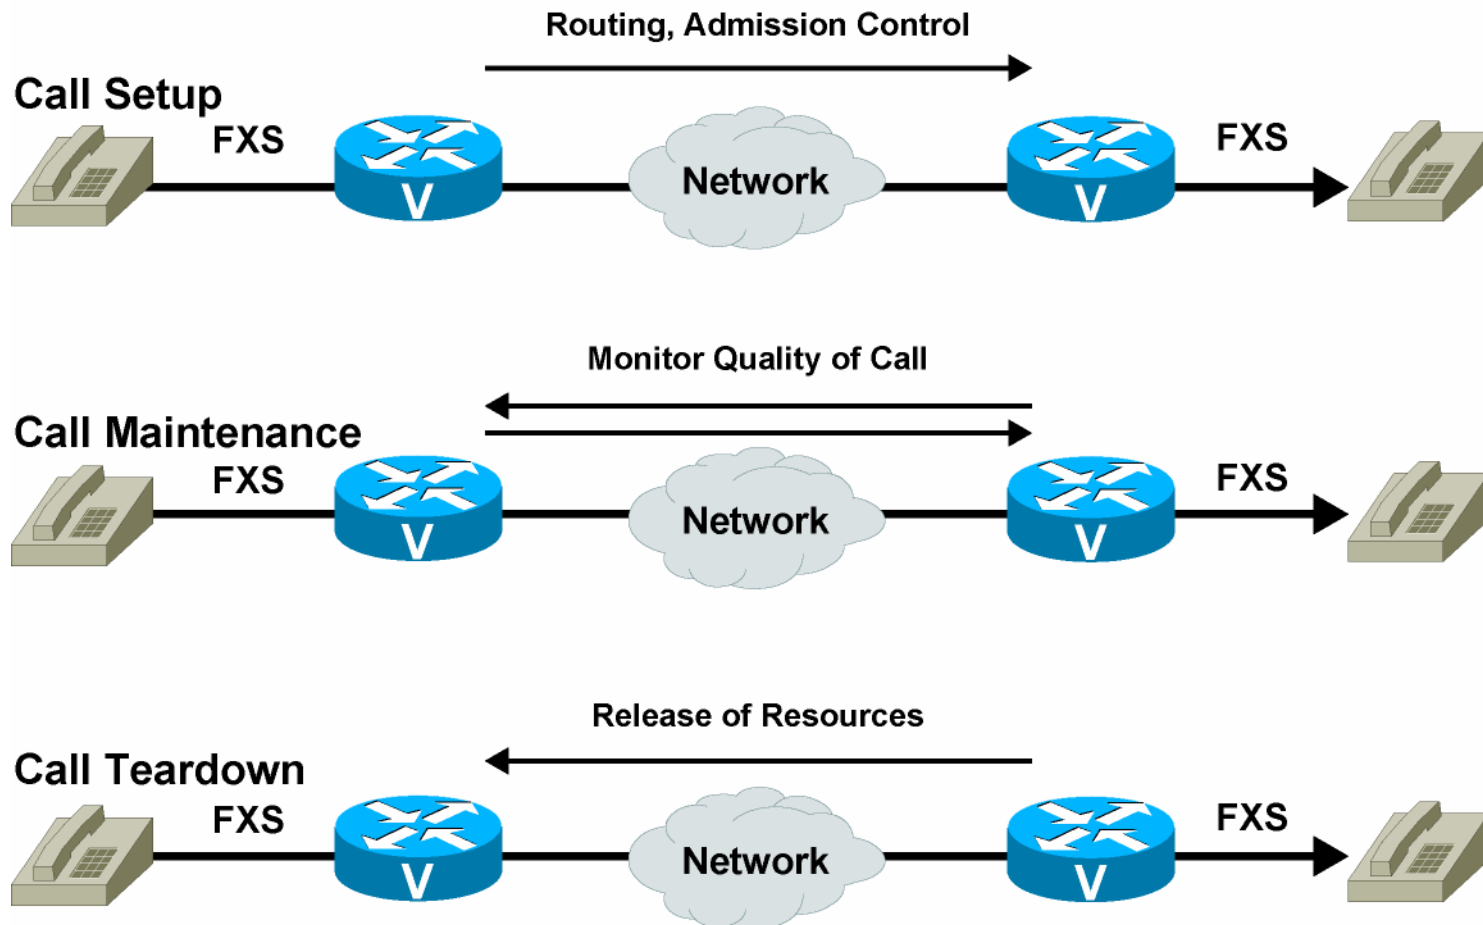 Routing, Admission Control
Call Setup
FXS
FXS
Network
V
V
Monitor Quality of Call
Call Maintenance
FXS
FXS
Network
V
V
Release of Resources
Call Teardown
FXS
FXS
Network
V
V